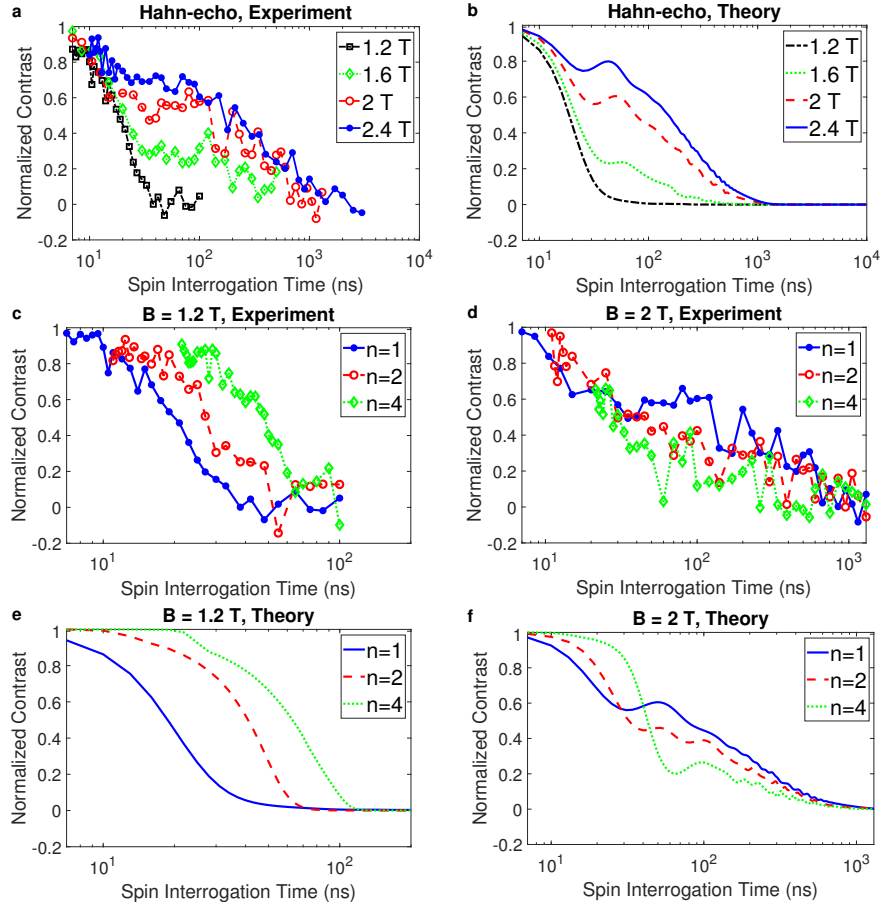 a
Hahn-echo, Experiment
Normalized Contrast
1
0.8
0.6
0.4
0.2
0
-0.2
1.2 T
1.6 T
2 T
2.4 T
10^1
10^2
10^3
10^4
Spin Interrogation Time (ns)
b
Hahn-echo, Theory
Normalized Contrast
1
0.8
0.6
0.4
0.2
0
-0.2
1.2 T
1.6 T
2 T
2.4 T
10^1
10^2
10^3
10^4
Spin Interrogation Time (ns)
c
B = 1.2 T, Experiment
Normalized Contrast
1
0.8
0.6
0.4
0.2
0
-0.2
n=1
n=2
n=4
10^1
10^2
Spin Interrogation Time (ns)
d
B = 2 T, Experiment
Normalized Contrast
1
0.8
0.6
0.4
0.2
0
-0.2
n=1
n=2
n=4
10^1
10^2
10^3
Spin Interrogation Time (ns)
e
B = 1.2 T, Theory
Normalized Contrast
1
0.8
0.6
0.4
0.2
0
-0.2
n=1
n=2
n=4
10^1
10^2
Spin Interrogation Time (ns)
f
B = 2 T, Theory
Normalized Contrast
1
0.8
0.6
0.4
0.2
0
-0.2
n=1
n=2
n=4
10^1
10^2
10^3
Spin Interrogation Time (ns)